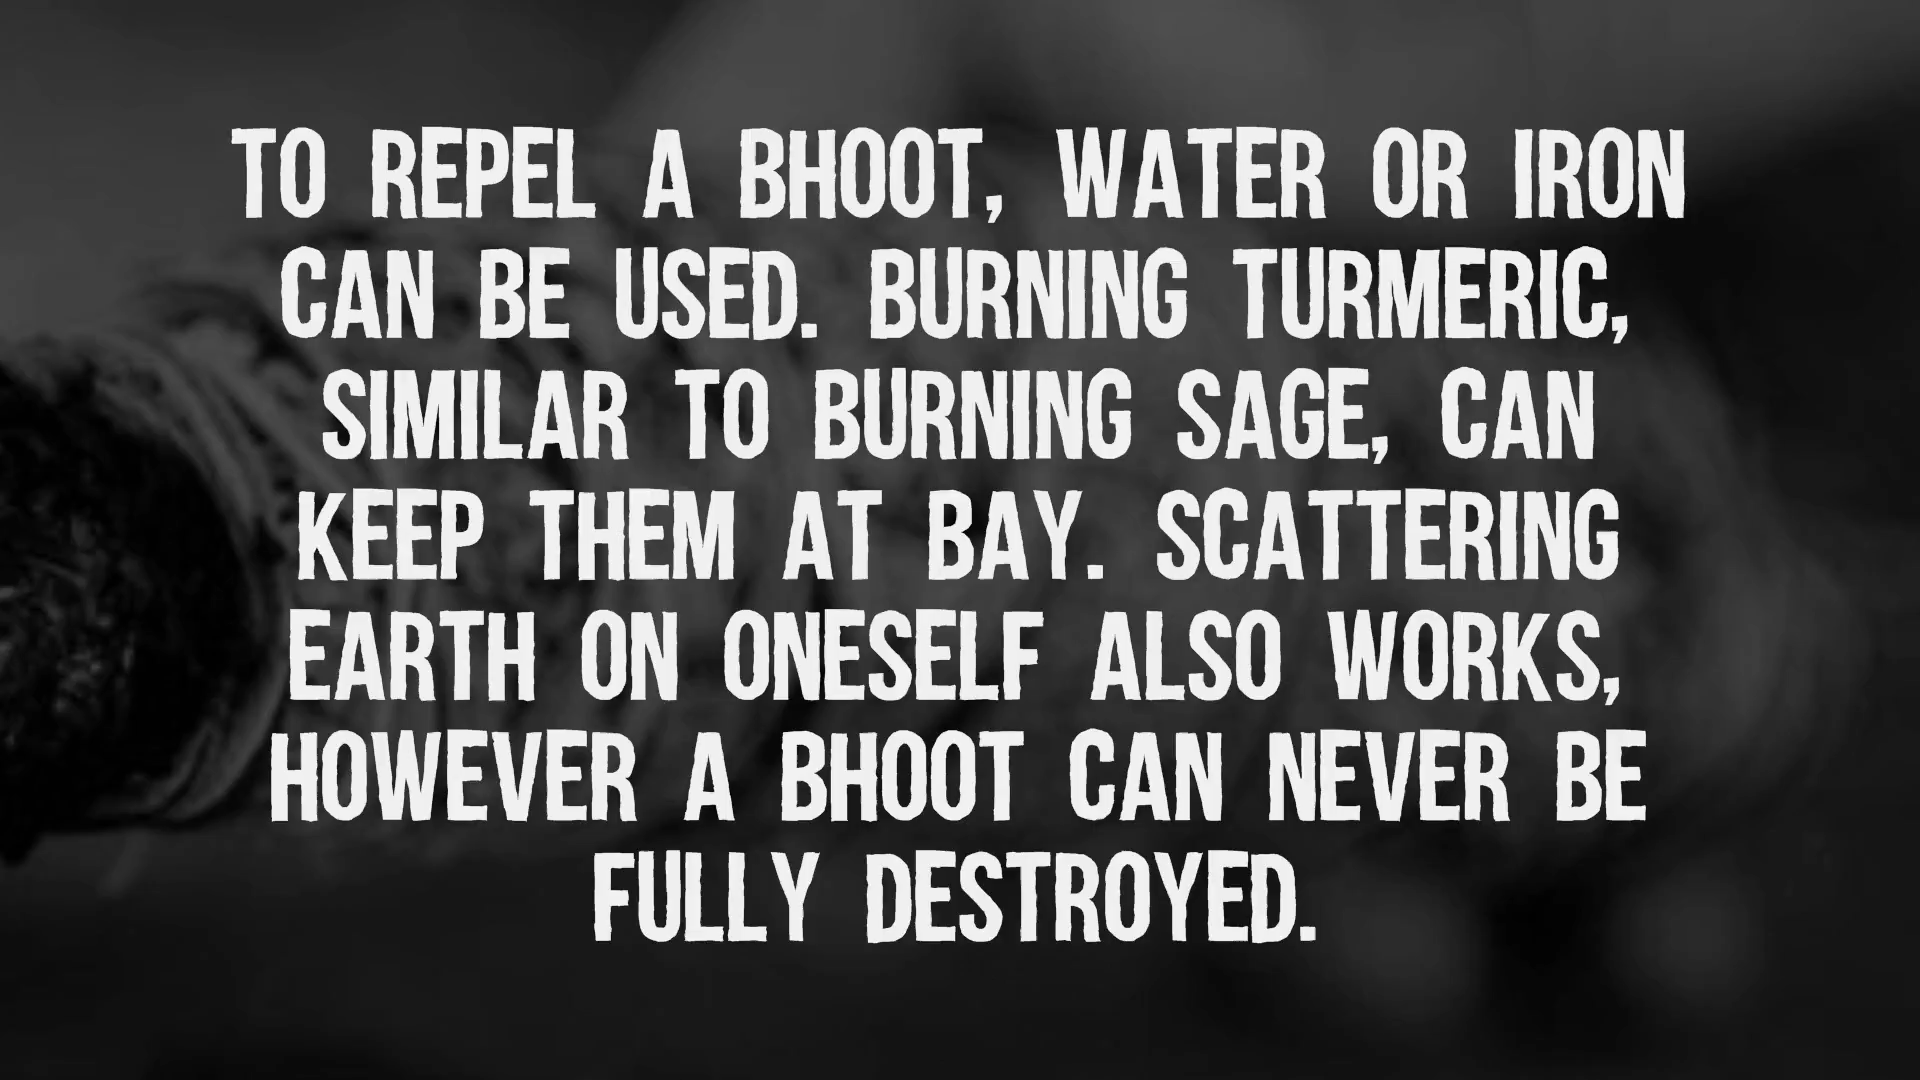 TO REPEL A BHOOT, WATER OR IRON
CAN BE USED. BURNING TURMERIC,
SIMILAR TO BURNING SAGE, CAN
KEEP THEM AT BAY. SCATTERING
EARTH ON ONESELF ALSO WORKS,
HOWEVER A BHOOT CAN NEVER BE
FULLY DESTROYED.